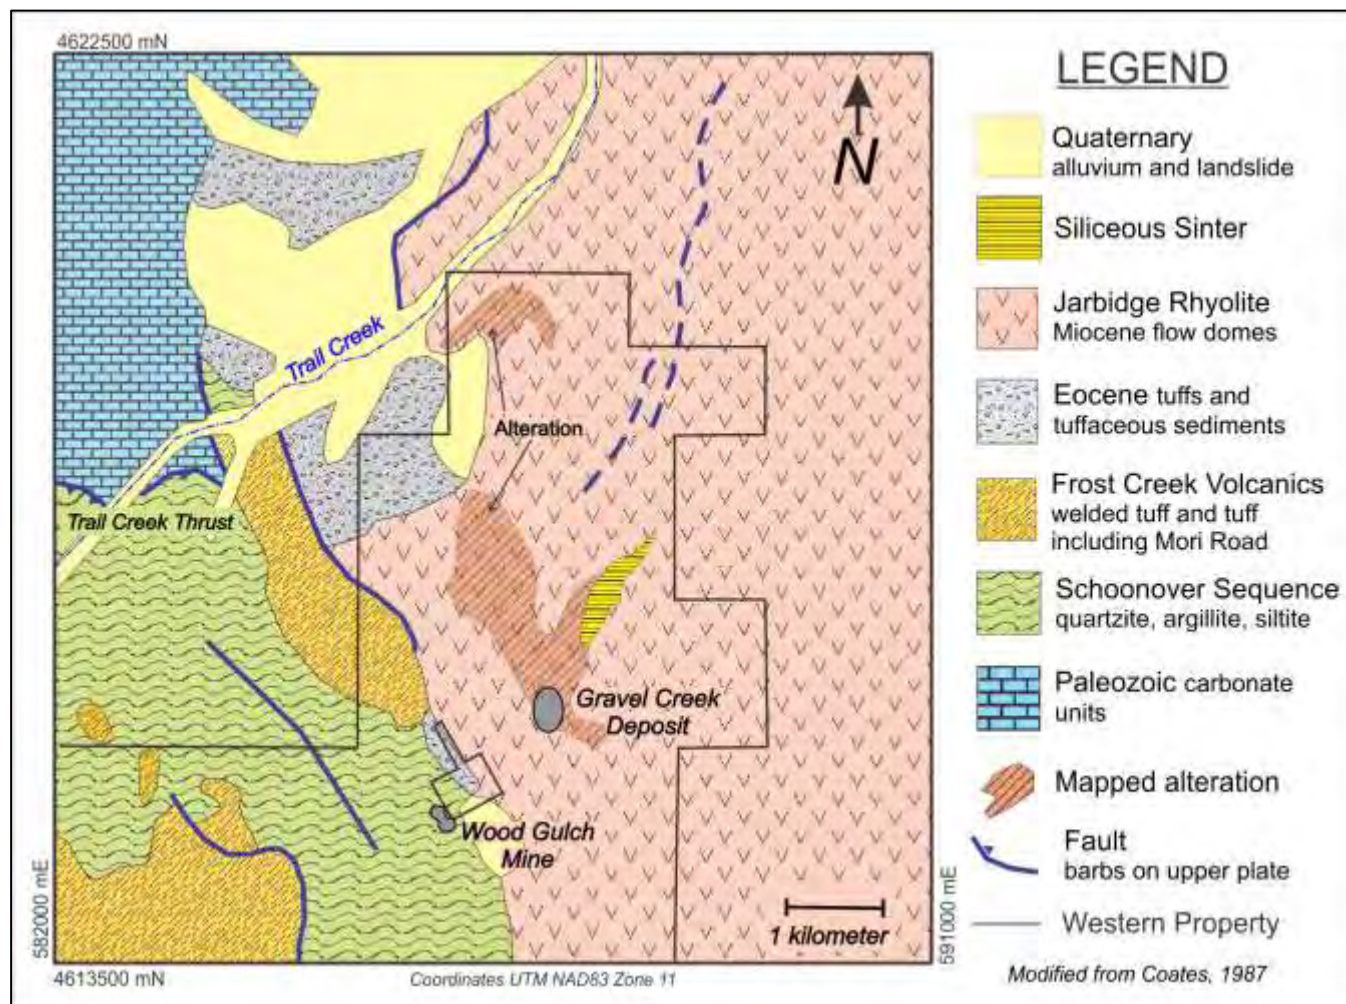 4622500 mN
LEGEND
N
Quaternary
alluvium and landslide
Siliceous Sinter
Jarbidge Rhyolite
Miocene flow domes
Eocene tuffs and
tuffaceous sediments
Frost Creek Volcanics
welded tuff and tuff
including Mori Road
Schoonover Sequence
quartzite, argillite, siltite
Paleozoic carbonate
units
Mapped alteration
Fault
barbs on upper plate
Western Property
Modified from Coates, 1987
Trail Creek
Alteration
Trail Creek Thrust
Gravel Creek
Deposit
Wood Gulch
Mine
1 kilometer
582000 mE
591000 mE
4613500 mN
Coordinates UTM NAD83 Zone 11